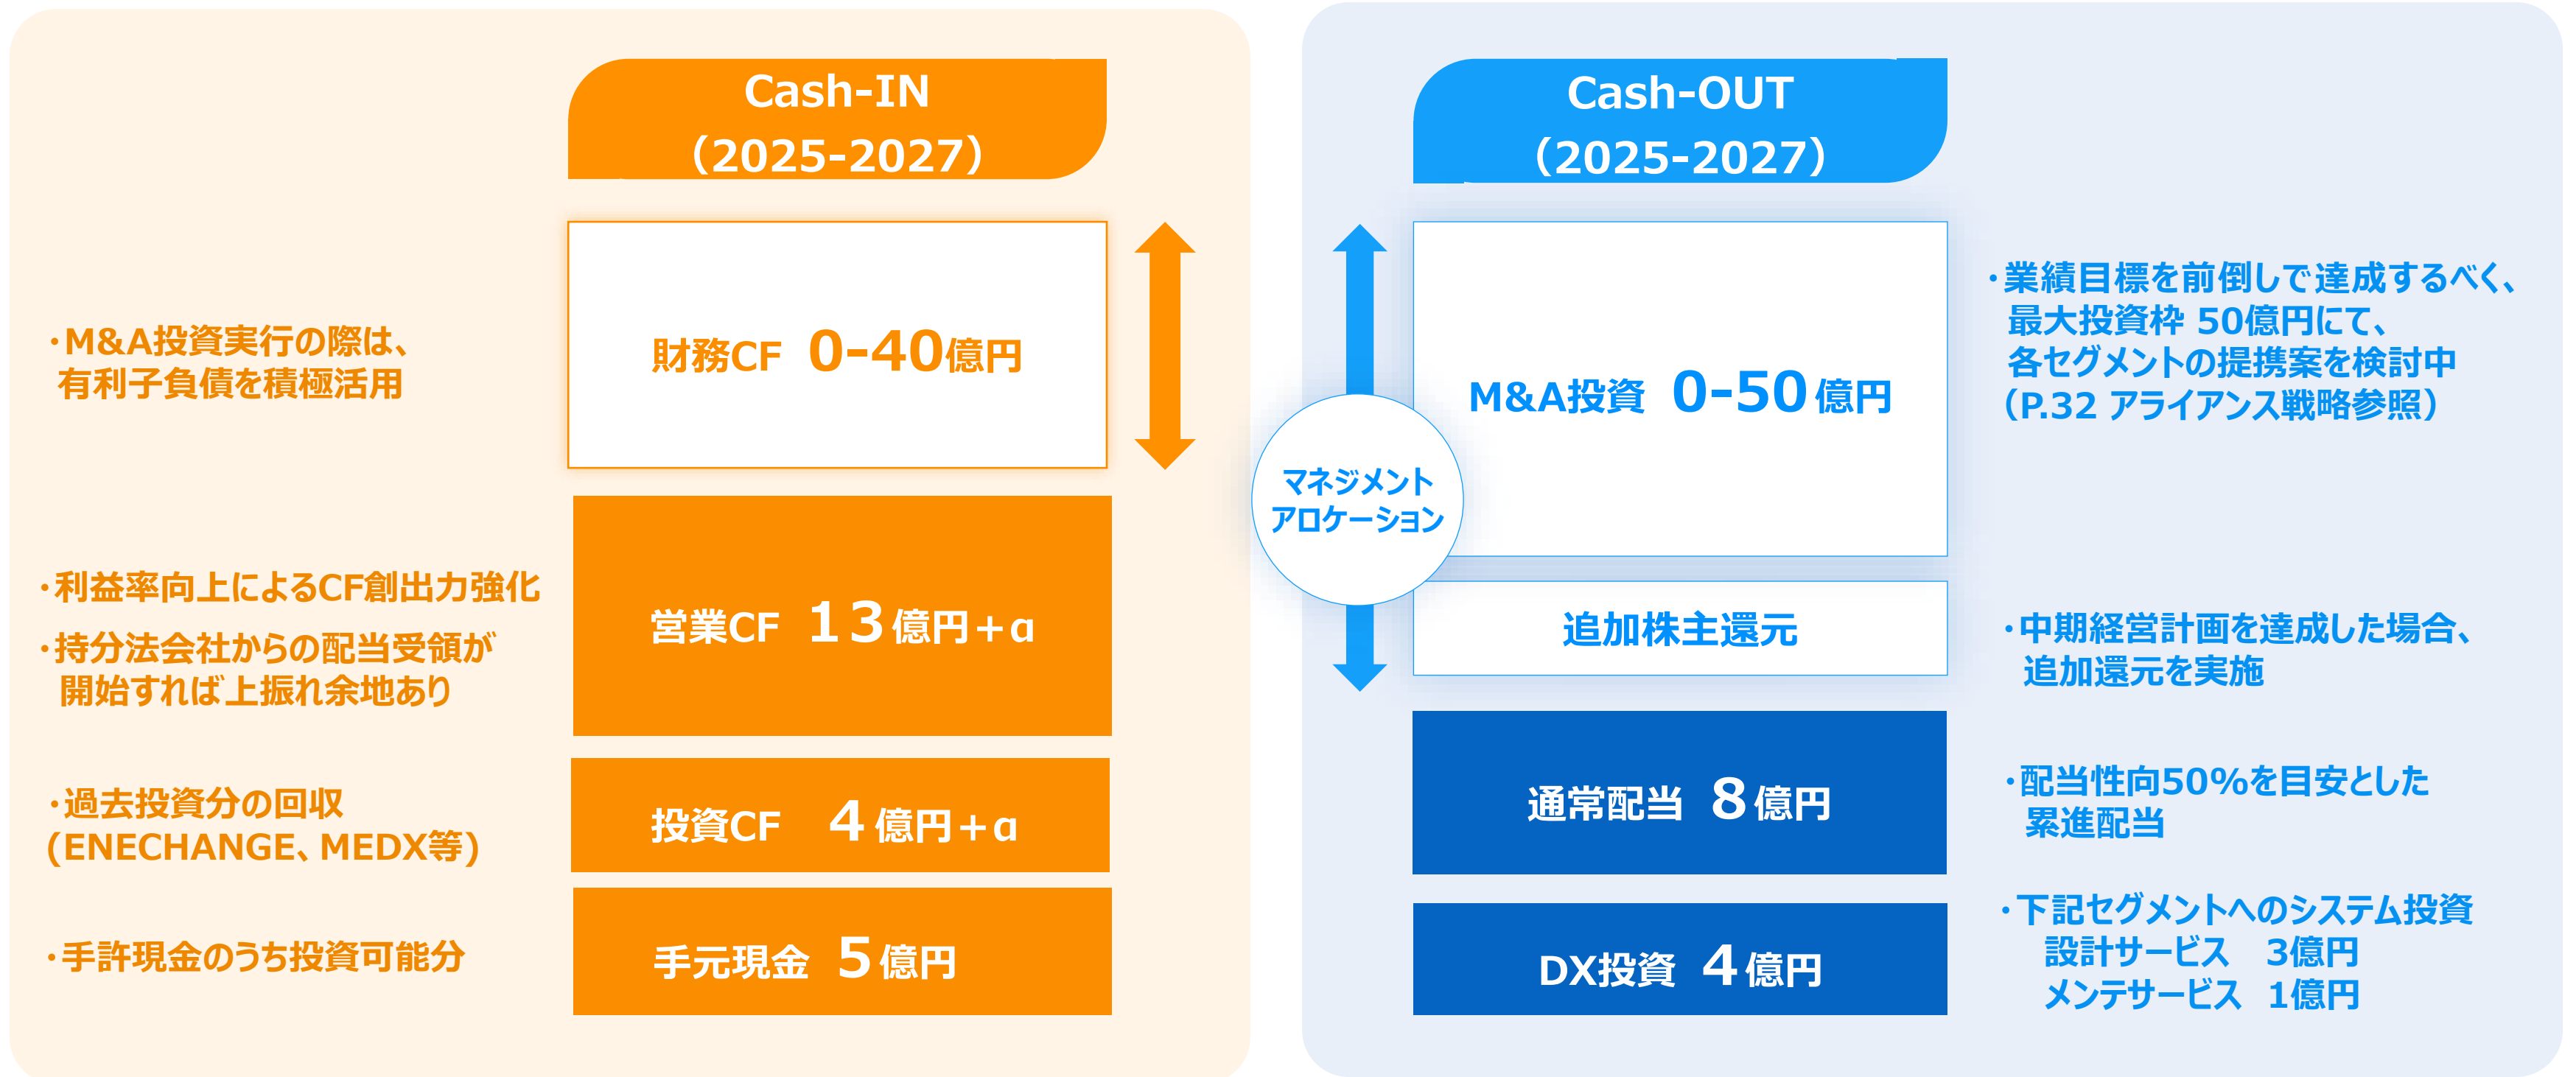 Cash-IN
（2025-2027）
・M&A投資実行の際は、
有利子負債を積極活用
財務CF 0-40億円
・利益率向上によるCF創出力強化
・持分法会社からの配当受領が
開始すれば上振れ余地あり
営業CF 13億円＋α
・過去投資分の回収
(ENECHANGE、MEDX等)
投資CF 4億円＋α
・手許現金のうち投資可能分
手元現金 5億円
マネジメント
アロケーション
Cash-OUT
（2025-2027）
M&A投資 0-50億円
・業績目標を前倒しで達成するべく、
最大投資枠 50億円にて、
各セグメントの提携案を検討中
（P.32 アライアンス戦略参照）
追加株主還元
・中期経営計画を達成した場合、
追加還元を実施
通常配当 8億円
・配当性向50%を目安とした
累進配当
DX投資 4億円
・下記セグメントへのシステム投資
設計サービス　3億円
メンテサービス　1億円